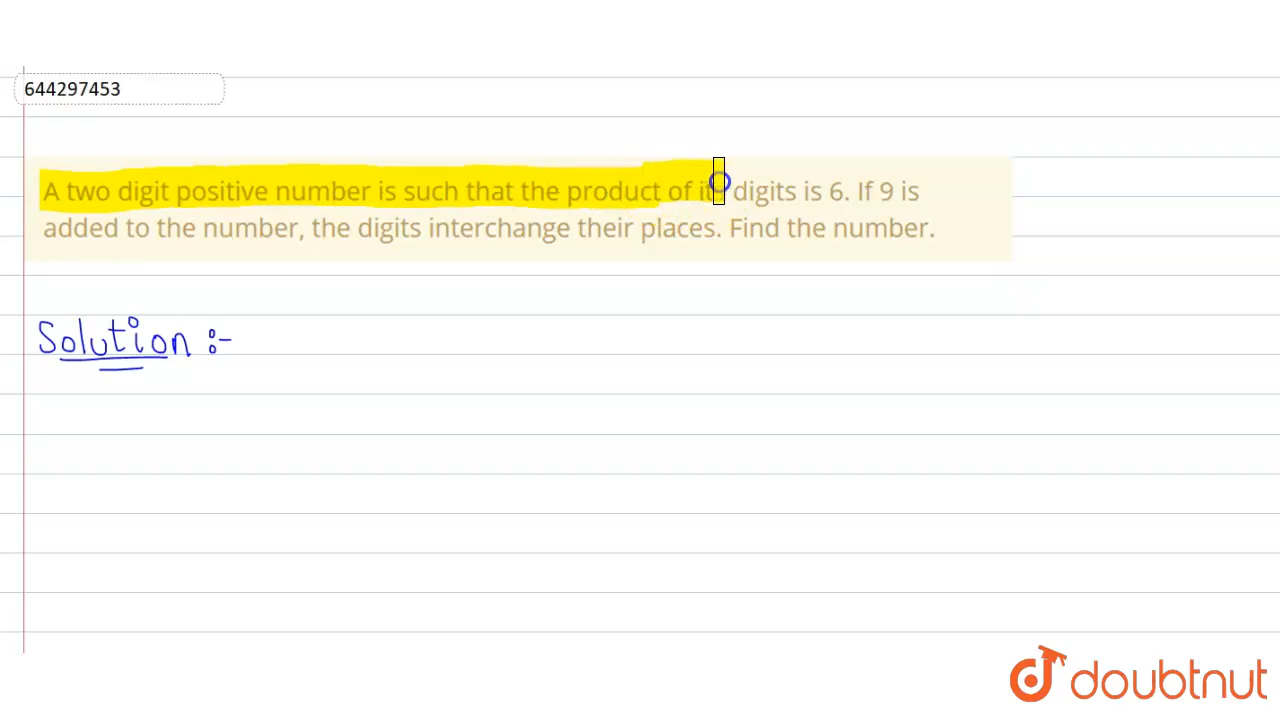 644297453
A two digit positive number is such that the product of its digits is 6. If 9 is
added to the number, the digits interchange their places. Find the number.
Solution :-
doubtnut